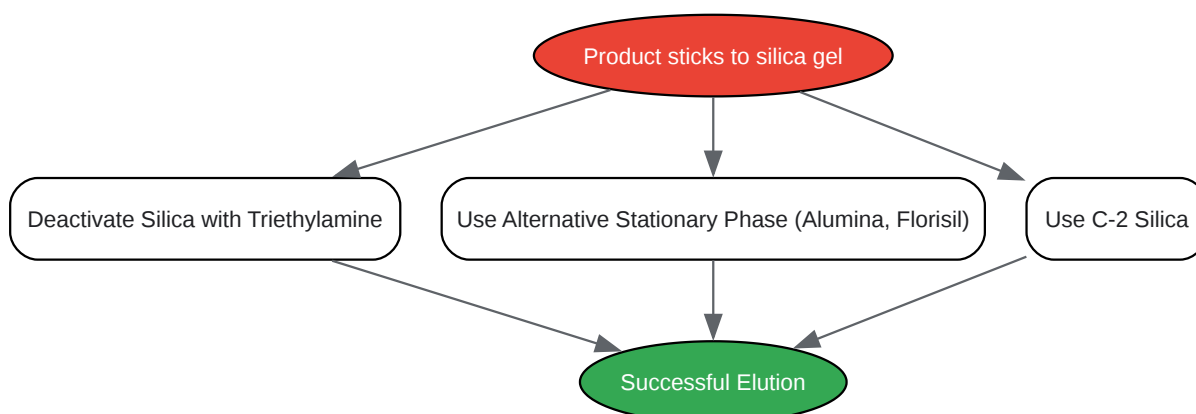 Product sticks to silica gel
Deactivate Silica with Triethylamine
Use Alternative Stationary Phase (Alumina, Florisil)
Use C-2 Silica
Successful Elution